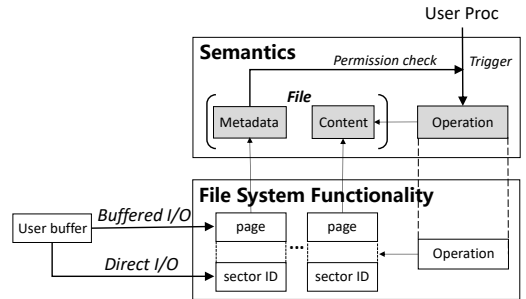 User Proc
Semantics
Permission check
Trigger
File
Metadata
Content
Operation
File System Functionality
Buffered I/O
User buffer
Direct I/O
page
...
page
Operation
sector ID
sector ID